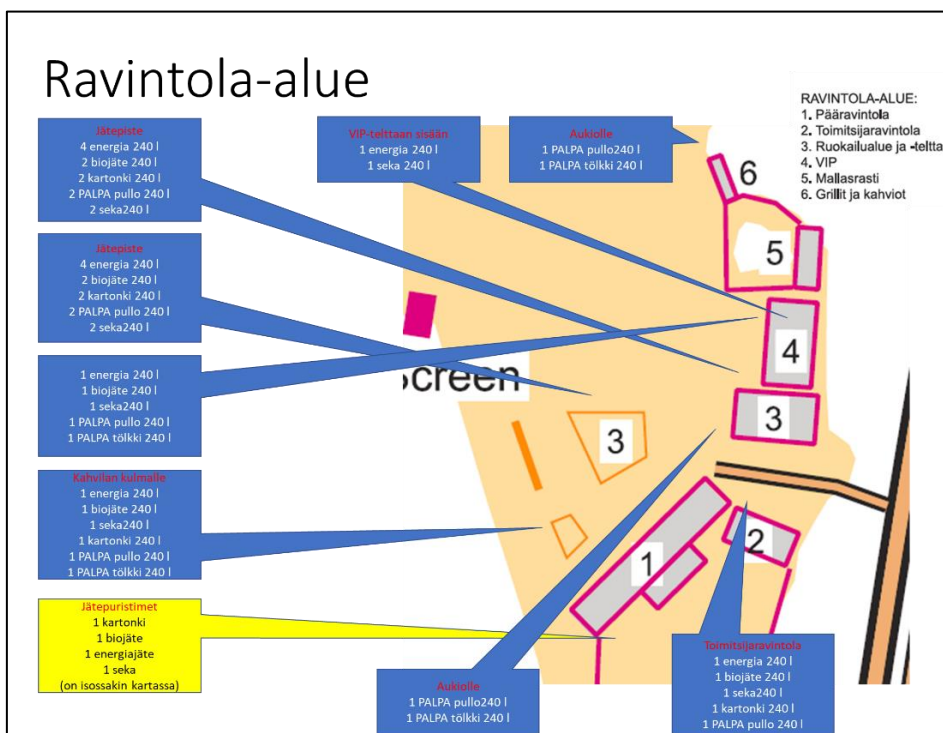 Ravintola-alue
RAVINTOLA-ALUE:
1. Pääravintola
2. Toimitsijaravintola
3. Ruokailualue ja -teltta
4. VIP
5. Mallasrasti
6. Grillit ja kahviot
Jätepiste
4 energia 240 l
2 biojäte 240 l
2 kartonki 240 l
2 PALPA pullo 240 l
2 seka240 l
VIP-telttaan sisään
1 energia 240 l
1 seka 240 l
Aukiolle
1 PALPA pullo240 l
1 PALPA tölkki 240 l
Jätepiste
4 energia 240 l
2 biojäte 240 l
2 kartonki 240 l
2 PALPA pullo 240 l
2 seka240 l
1 energia 240 l
1 biojäte 240 l
1 seka240 l
1 PALPA pullo 240 l
1 PALPA tölkki 240 l
Kahvilan kulmalle
1 energia 240 l
1 biojäte 240 l
1 seka240 l
1 kartonki 240 l
1 PALPA pullo 240 l
1 PALPA tölkki 240 l
Jätepuristimet
1 kartonki
1 biojäte
1 energiajäte
1 seka
(on isossakin kartassa)
Aukiolle
1 PALPA pullo240 l
1 PALPA tölkki 240 l
Toimitsijaravintola
1 energia 240 l
1 biojäte 240 l
1 seka240 l
1 kartonki 240 l
1 PALPA pullo 240 l
6
5
4
creen
3
3
2
1